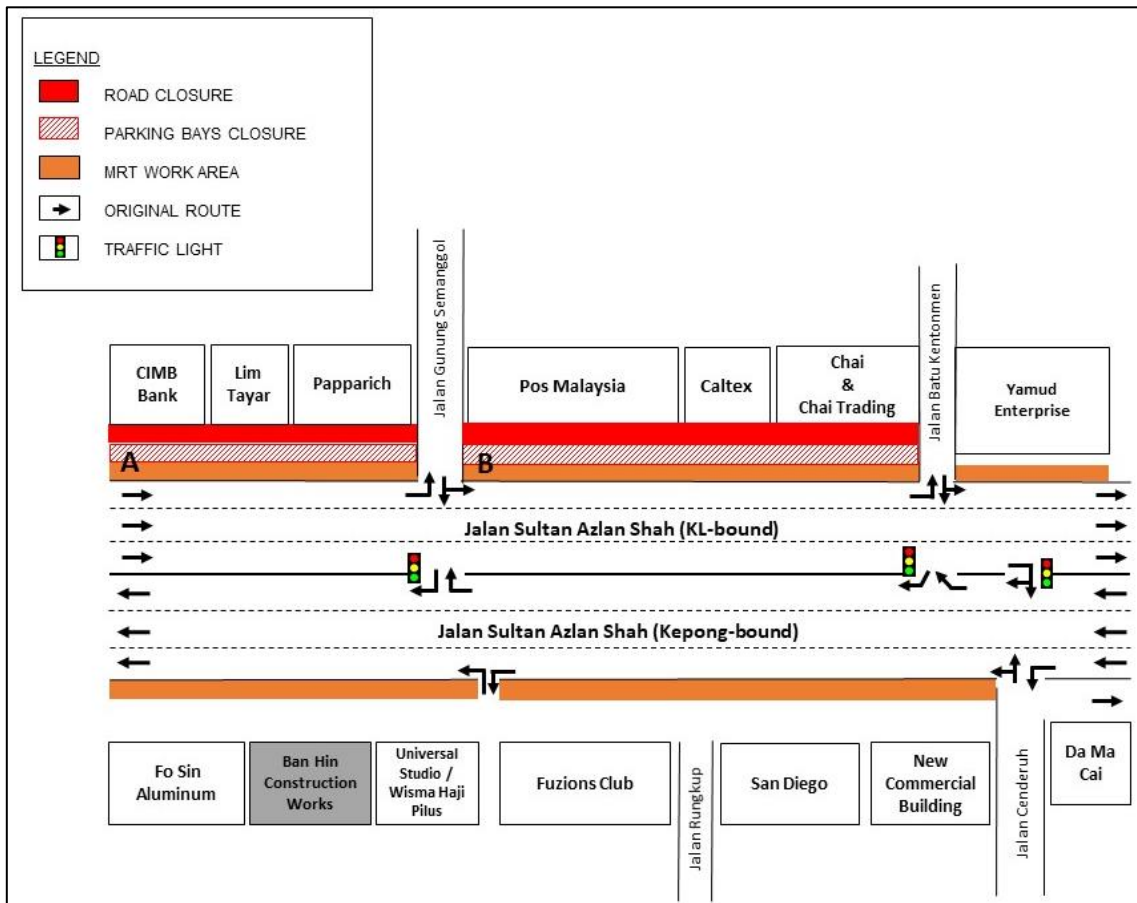 LEGEND
ROAD CLOSURE
PARKING BAYS CLOSURE
MRT WORK AREA
ORIGINAL ROUTE
TRAFFIC LIGHT
Jalan Gunung Semanggol
Jalan Batu Kentonmen
CIMB
Bank
Lim
Tayar
Papparich
Pos Malaysia
Caltex
Chai
&
Chai Trading
Yamud
Enterprise
A
B
Jalan Sultan Azlan Shah (KL-bound)
Jalan Sultan Azlan Shah (Kepong-bound)
Fo Sin
Aluminum
Ban Hin
Construction
Works
Universal
Studio /
Wisma Haji
Pilus
Fuzions Club
Jalan Rungkup
San Diego
New
Commercial
Building
Jalan Cenderuh
Da Ma
Cai